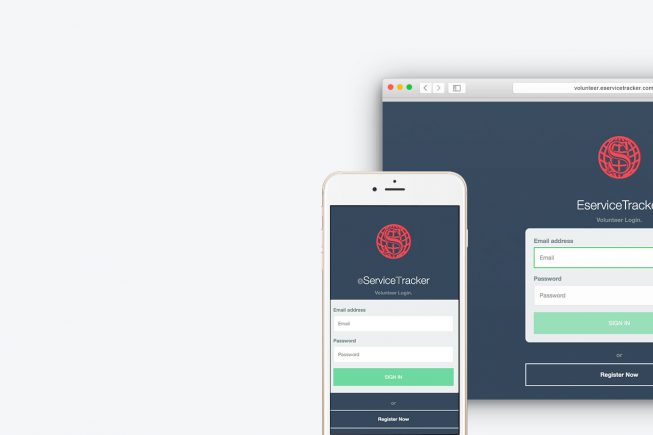 volunteer.eservicetracker.com
EserviceTracke
Volunteer Login.
Email address
Email
Password
Password
SIGN IN
or
Register Now
eServiceTracker
Volunteer Login.
Email address
Email
Password
Password
SIGN IN
or
Register Now